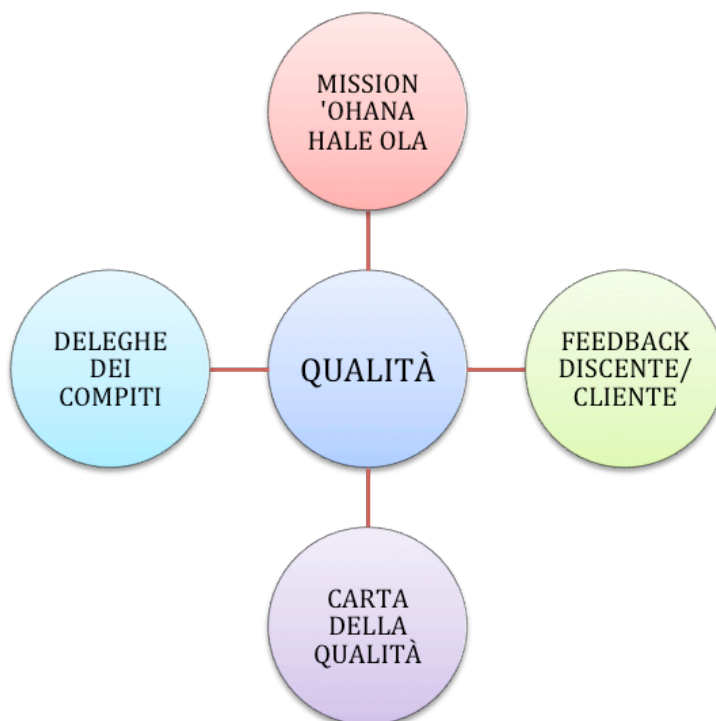 MISSION
'OHANA
HALE OLA
DELEGHE
DEI
COMPITI
QUALITÀ
FEEDBACK
DISCENTE/
CLIENTE
CARTA
DELLA
QUALITÀ